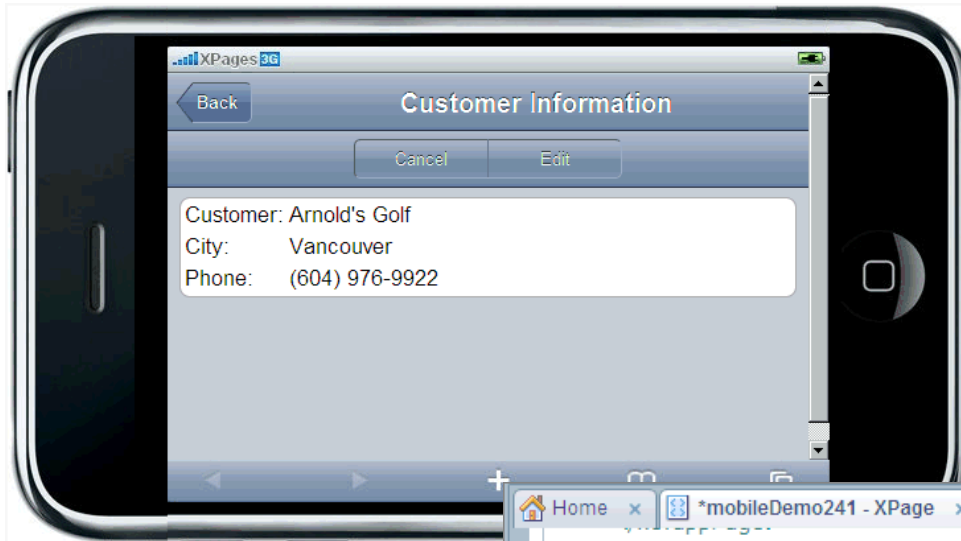 XPages 3G
Back
Customer Information
Cancel Edit
Customer: Arnold's Golf
City: Vancouver
Phone: (604) 976-9922
Home
*mobileDemo241 - XPage